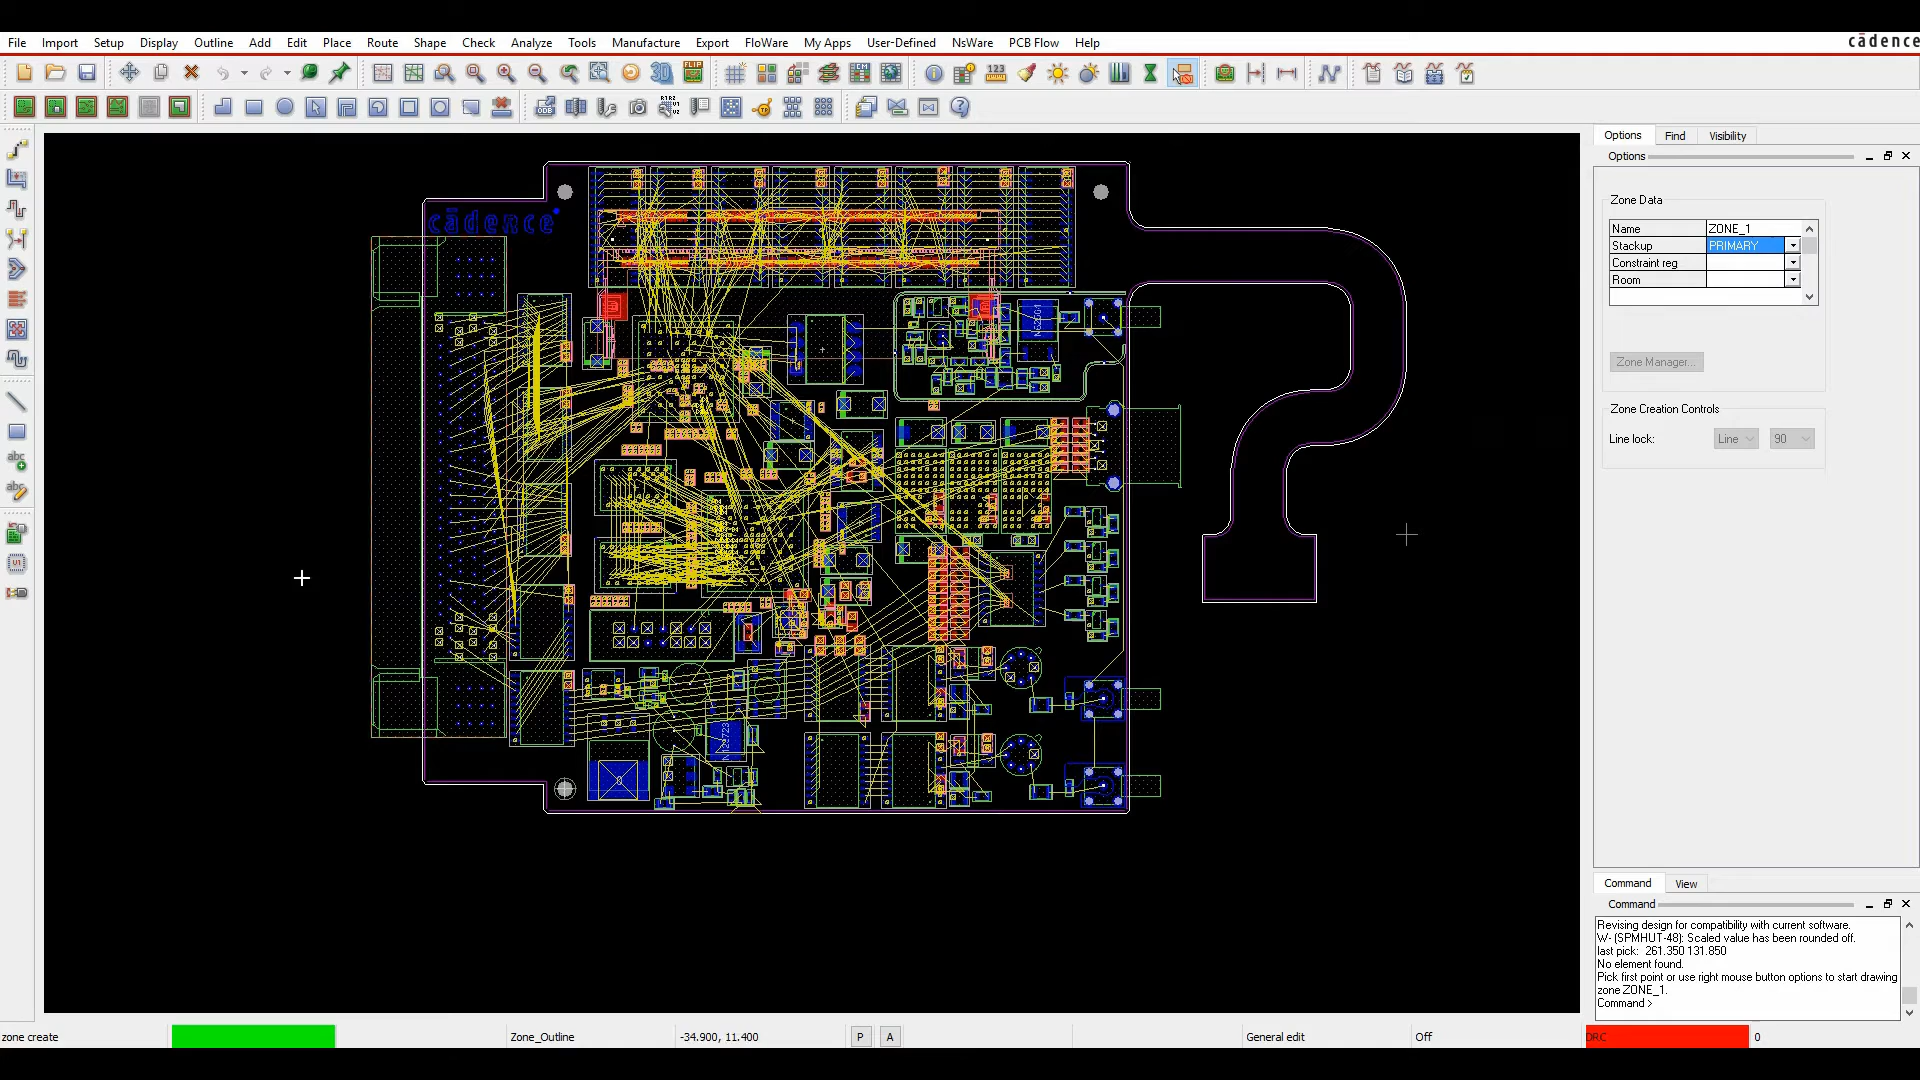 File Import Setup Display Outline Add Edit Place Route Shape Check Analyze Tools Manufacture Export FloWare My Apps User-Defined NsWare PCB Flow Help
cādence
Options Find Visibility
Options
cādence
Zone Data
Name ZONE_1
Stackup PRIMARY
Constraint reg
Room
Zone Manager...
Zone Creation Controls
Line lock: Line 90
Command View
Command
Revising design for compatibility with current software.
W- (SPMHUT-48): Scaled value has been rounded off.
last pick: 261.350 131.850
No element found.
Pick first point or use right mouse button options to start drawing
zone ZONE_1.
Command >
zone create Zone_Outline -34.900, 11.400 P A General edit Off DRC 0